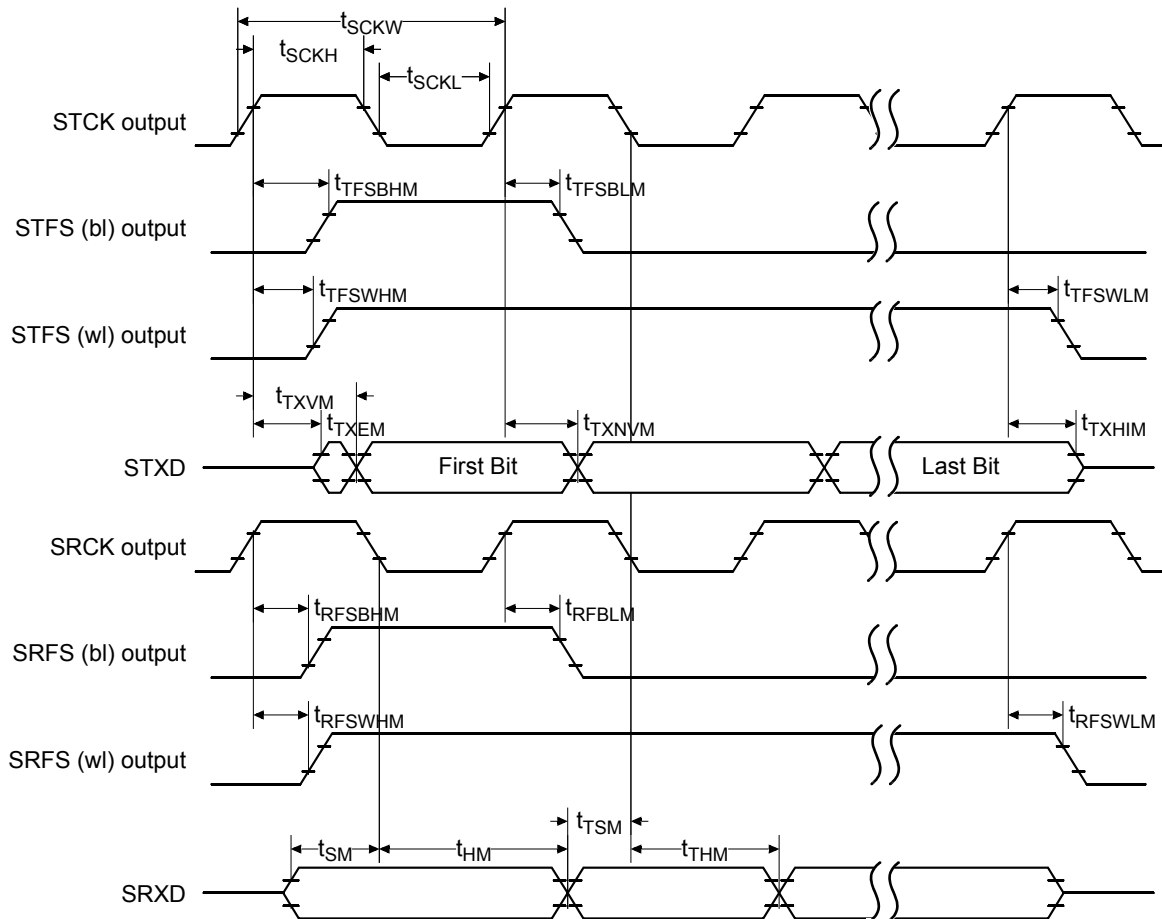 tSCKW
tSCKH
tSCKL
STCK output
tTFSBHM
tTFSBLM
STFS (bl) output
tTFSWHM
tTFSWLM
STFS (wl) output
tTXVM
tTXEM
tTXNVM
tTXHIM
STXD
First Bit
Last Bit
SRCK output
tRFSBHM
tRFBLM
SRFS (bl) output
tRFSWHM
tRFSWLM
SRFS (wl) output
tTSM
tSM
tHM
tTHM
SRXD